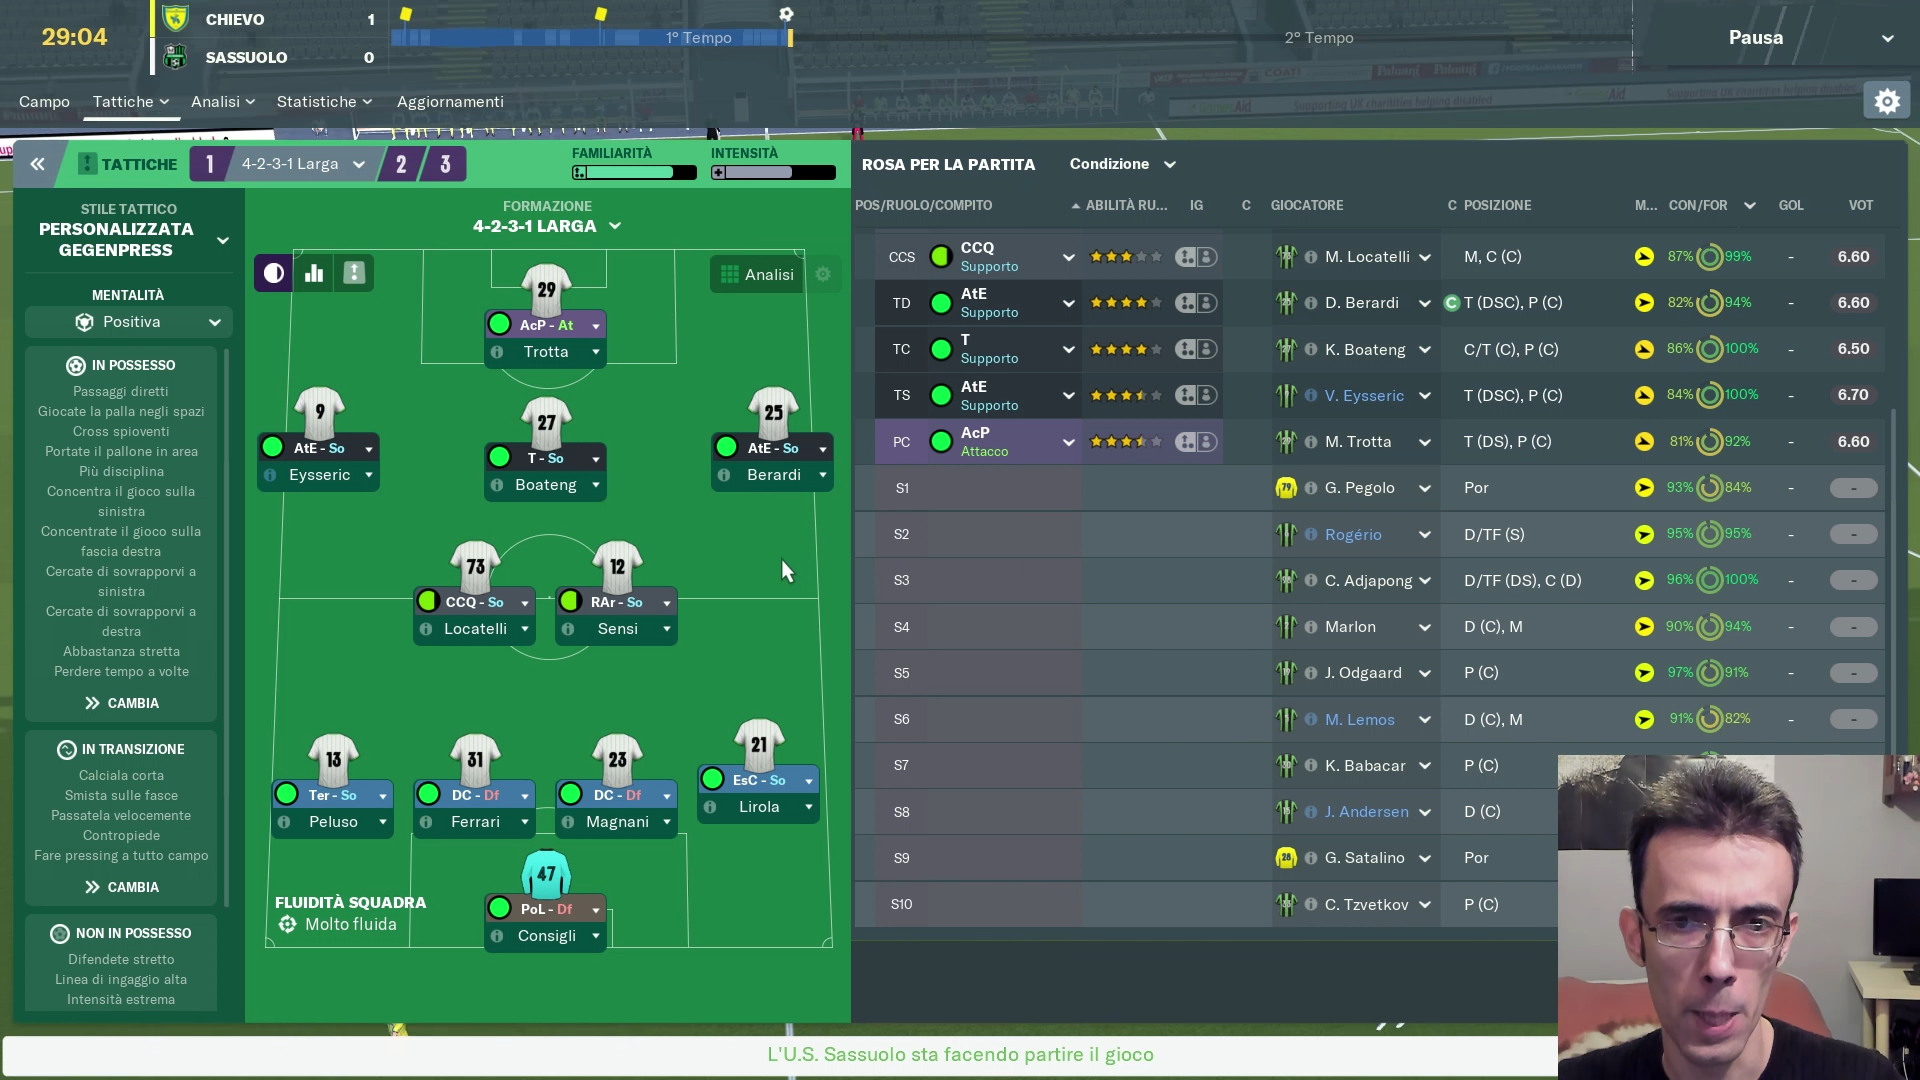 29:04
CHIEVO 1
SASSUOLO 0
1° Tempo
2° Tempo
Pausa
Campo Tattiche Analisi Statistiche Aggiornamenti
Supporting UK charities helping disabled
TATTICHE 1 4-2-3-1 Larga 2 3
FAMILIARITÀ
INTENSITÀ
STILE TATTICO
PERSONALIZZATA
GEGENPRESS
MENTALITÀ
Positiva
IN POSSESSO
Passaggi diretti
Giocate la palla negli spazi
Cross spioventi
Portate il pallone in area
Più disciplina
Concentra il gioco sulla
sinistra
Concentrate il gioco sulla
fascia destra
Cercate di sovrapporvi a
sinistra
Cercate di sovrapporvi a
destra
Abbastanza stretta
Perdere tempo a volte
CAMBIA
IN TRANSIZIONE
Calciala corta
Smista sulle fasce
Passatela velocemente
Contropiede
Fare pressing a tutto campo
CAMBIA
NON IN POSSESSO
Difendete stretto
Linea di ingaggio alta
Intensità estrema
FORMAZIONE
4-2-3-1 LARGA
Analisi
29
AcP - At
Trotta
9
AtE - So
Eysseric
27
T - So
Boateng
25
AtE - So
Berardi
73
CCQ - So
Locatelli
12
RAr - So
Sensi
13
Ter - So
Peluso
31
DC - Df
Ferrari
23
DC - Df
Magnani
21
EsC - So
Lirola
47
PoL - Df
Consigli
FLUIDITÀ SQUADRA
Molto fluida
ROSA PER LA PARTITA Condizione
POS/RUOLO/COMPITO ABILITÀ RU... IG C GIOCATORE C POSIZIONE M... CON/FOR GOL VOT
CCS CCQ Supporto M. Locatelli M, C (C) 87% 99% - 6.60
TD AtE Supporto D. Berardi C T (DSC), P (C) 82% 94% - 6.60
TC T Supporto K. Boateng C/T (C), P (C) 86% 100% - 6.50
TS AtE Supporto V. Eysseric T (DSC), P (C) 84% 100% - 6.70
PC AcP Attacco M. Trotta T (DS), P (C) 81% 92% - 6.60
S1 79 G. Pegolo Por 93% 84% - -
S2 Rogério D/TF (S) 95% 95% - -
S3 C. Adjapong D/TF (DS), C (D) 96% 100% - -
S4 Marlon D (C), M 90% 94% - -
S5 J. Odgaard P (C) 97% 91% - -
S6 M. Lemos D (C), M 91% 82% - -
S7 K. Babacar P (C)
S8 J. Andersen D (C)
S9 28 G. Satalino Por
S10 C. Tzvetkov P (C)
L'U.S. Sassuolo sta facendo partire il gioco